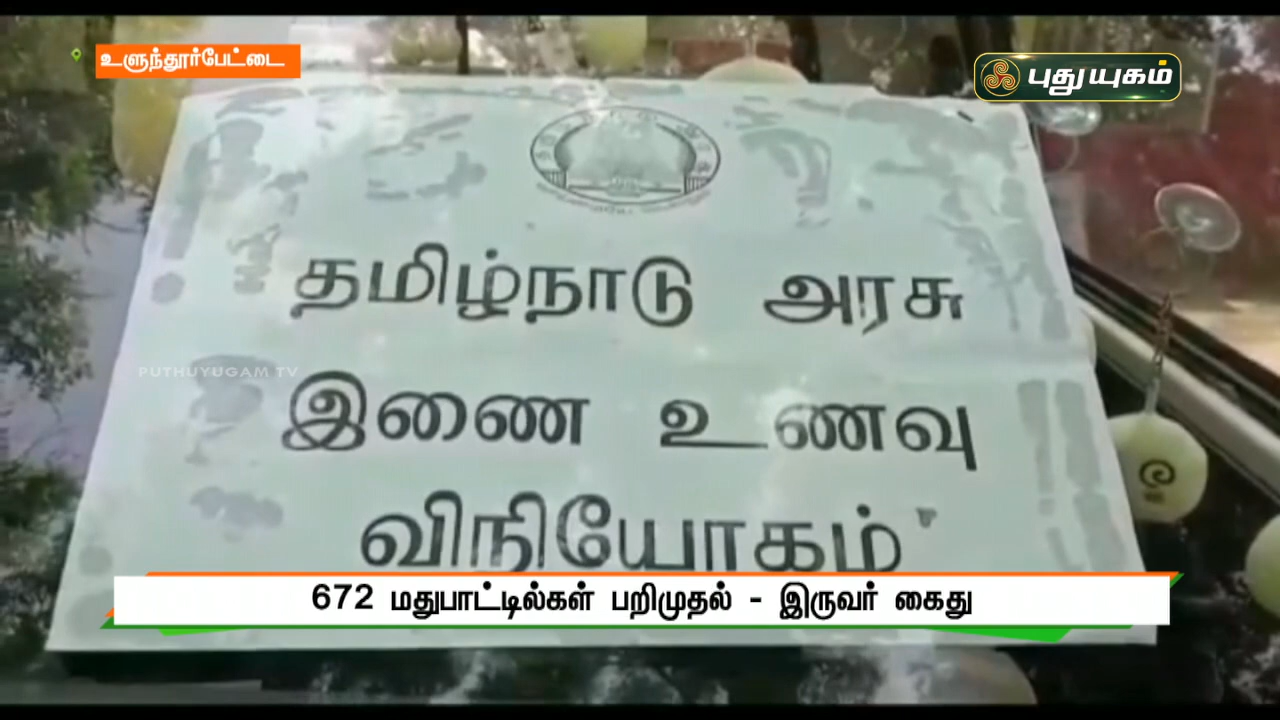 உளுந்தூர்பேட்டை
புதுயுகம்
தமிழ்நாடு அரசு
இணை உணவு
விநியோகம்
PUTHUYUGAM TV
672 மதுபாட்டில்கள் பறிமுதல் - இருவர் கைது